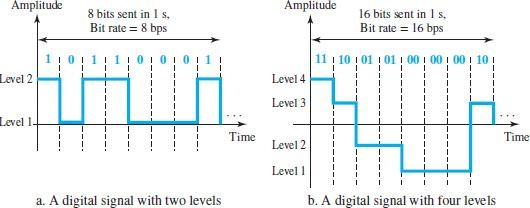 Amplitude
8 bits sent in 1 s,
Bit rate = 8 bps
1 0 1 1 0 0 0 1
Level 2
Level 1
...
Time
a. A digital signal with two levels
Amplitude
16 bits sent in 1 s,
Bit rate = 16 bps
11 10 01 01 00 00 00 10
Level 4
Level 3
...
Time
Level 2
Level 1
b. A digital signal with four levels